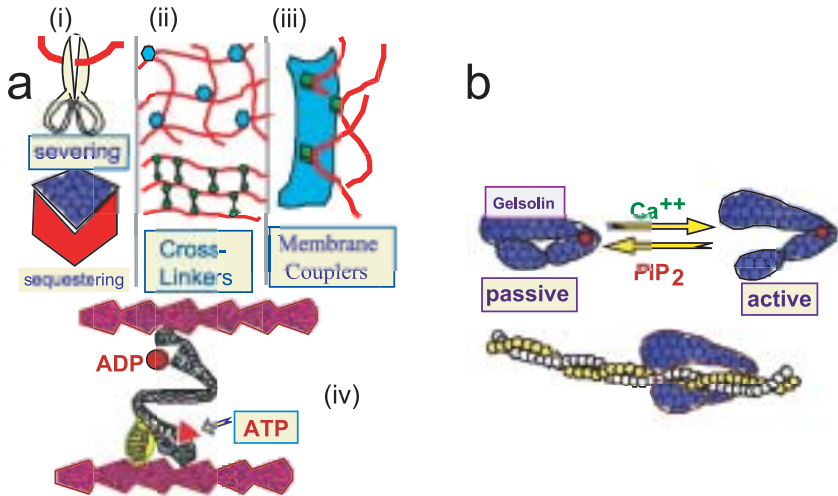 a
(i)
(ii)
(iii)
severing
sequestering
Cross-
Linkers
Membrane
Couplers
ADP
ATP
(iv)
b
Gelsolin
Ca++
PIP2
passive
active